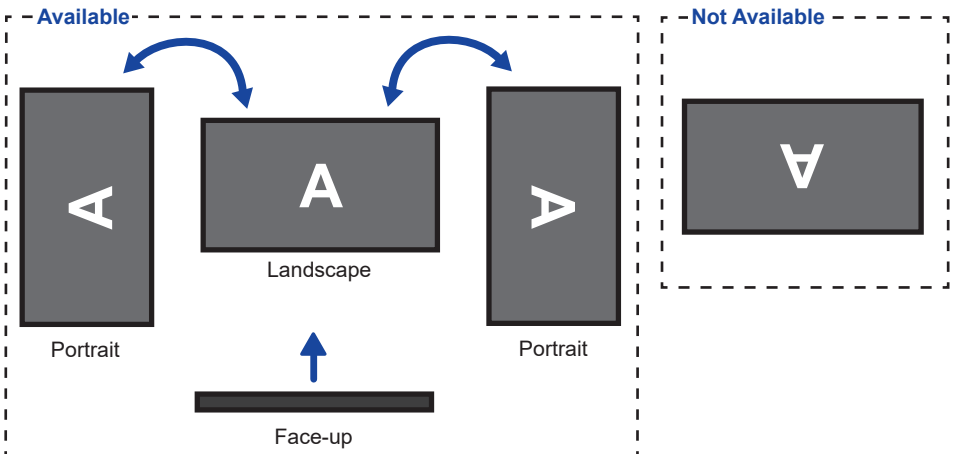 Available
Not Available
A
A
A
A
Landscape
Portrait
Portrait
Face-up